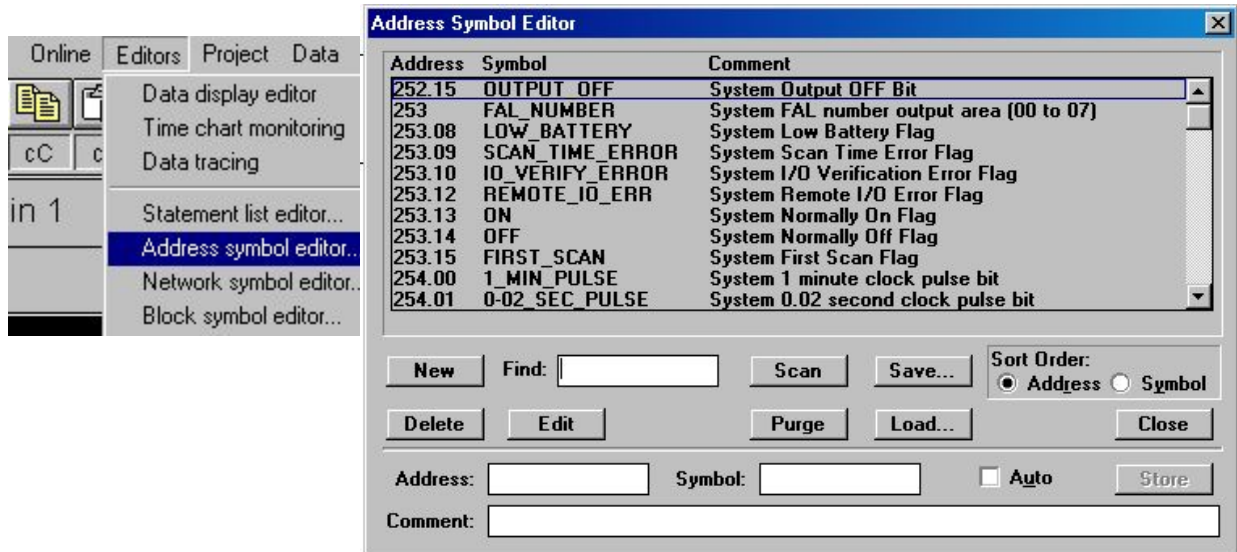 Online Editors Project Data
Data display editor
Time chart monitoring
cC
Data tracing
in 1
Statement list editor...
Address symbol editor..
Network symbol editor..
Block symbol editor...
Address Symbol Editor
Address Symbol Comment
252.15 OUTPUT_OFF System Output OFF Bit
253 FAL_NUMBER System FAL number output area (00 to 07)
253.08 LOW_BATTERY System Low Battery Flag
253.09 SCAN_TIME_ERROR System Scan Time Error Flag
253.10 IO_VERIFY_ERROR System I/O Verification Error Flag
253.12 REMOTE_IO_ERR System Remote I/O Error Flag
253.13 ON System Normally On Flag
253.14 OFF System Normally Off Flag
253.15 FIRST_SCAN System First Scan Flag
254.00 1_MIN_PULSE System 1 minute clock pulse bit
254.01 0-02_SEC_PULSE System 0.02 second clock pulse bit
New Find: Scan Save... Sort Order:
Address Symbol
Delete Edit Purge Load... Close
Address: Symbol: Auto Store
Comment: